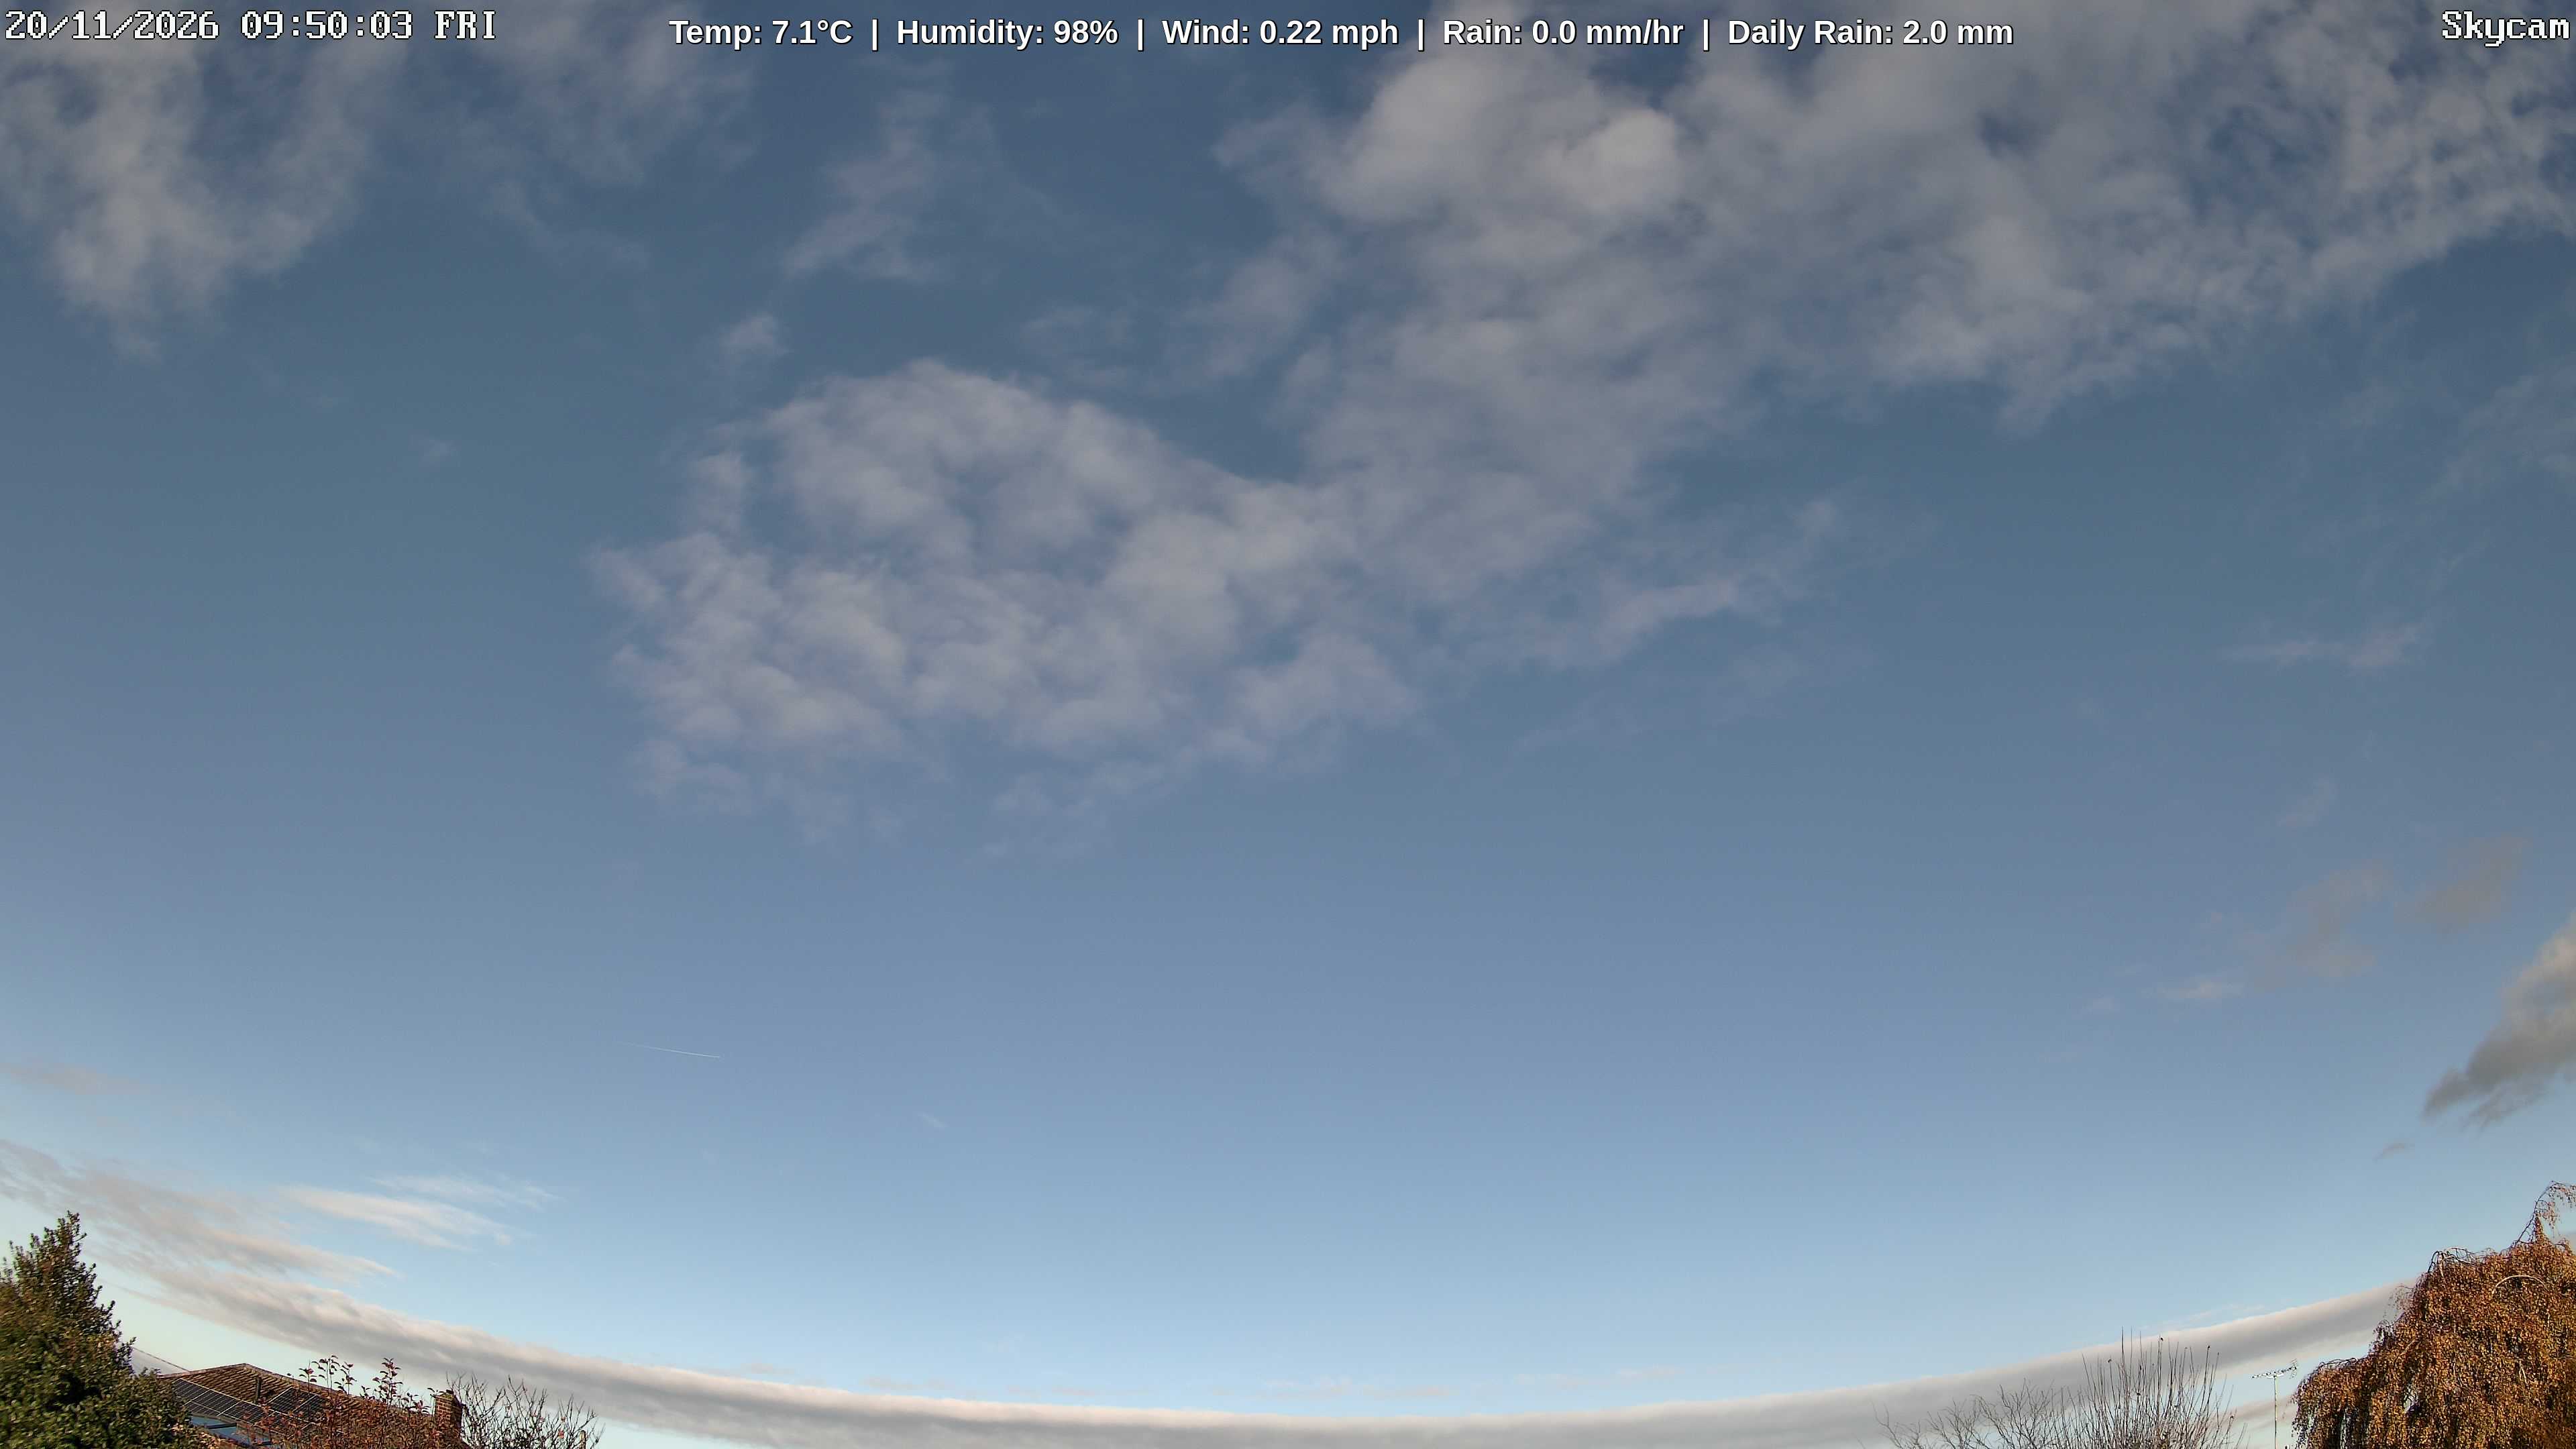 20/11/2026 09:50:03 FRI
Temp: 7.1°C | Humidity: 98% | Wind: 0.22 mph | Rain: 0.0 mm/hr | Daily Rain: 2.0 mm
Skycam